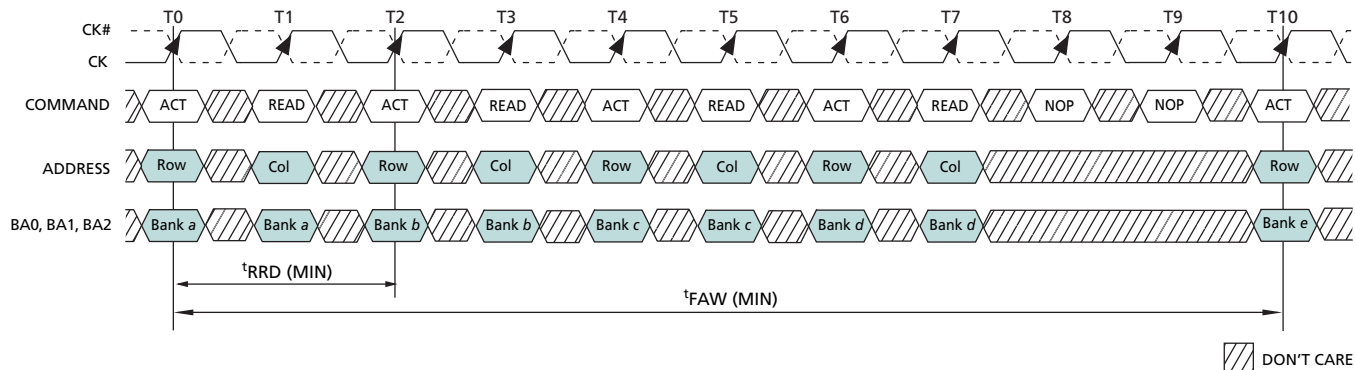 T0 T1 T2 T3 T4 T5 T6 T7 T8 T9 T10
CK#
CK
COMMAND ACT READ ACT READ ACT READ ACT READ NOP NOP ACT
ADDRESS Row Col Row Col Row Col Row Col Row
BA0, BA1, BA2 Bank a Bank a Bank b Bank b Bank c Bank c Bank d Bank d Bank e
tRRD (MIN)
tFAW (MIN)
DON'T CARE